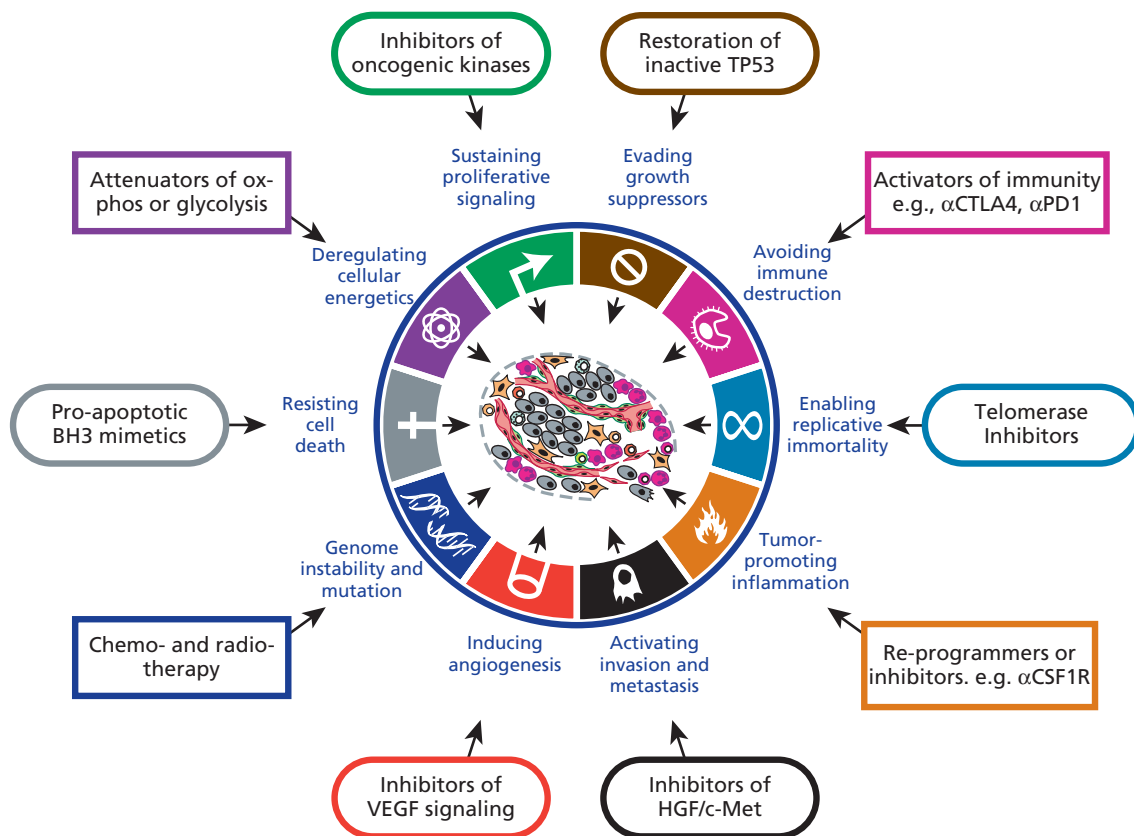 Inhibitors of
oncogenic kinases
Restoration of
inactive TP53
Sustaining
proliferative
signaling
Evading
growth
suppressors
Attenuators of ox-
phos or glycolysis
Activators of immunity
e.g., αCTLA4, αPD1
Deregulating
cellular
energetics
Avoiding
immune
destruction
Pro-apoptotic
BH3 mimetics
Resisting
cell
death
Enabling
replicative
immortality
Telomerase
Inhibitors
Genome
instability and
mutation
Tumor-
promoting
inflammation
Chemo- and radio-
therapy
Inducing
angiogenesis
Activating
invasion and
metastasis
Re-programmers or
inhibitors. e.g. αCSF1R
Inhibitors of
VEGF signaling
Inhibitors of
HGF/c-Met